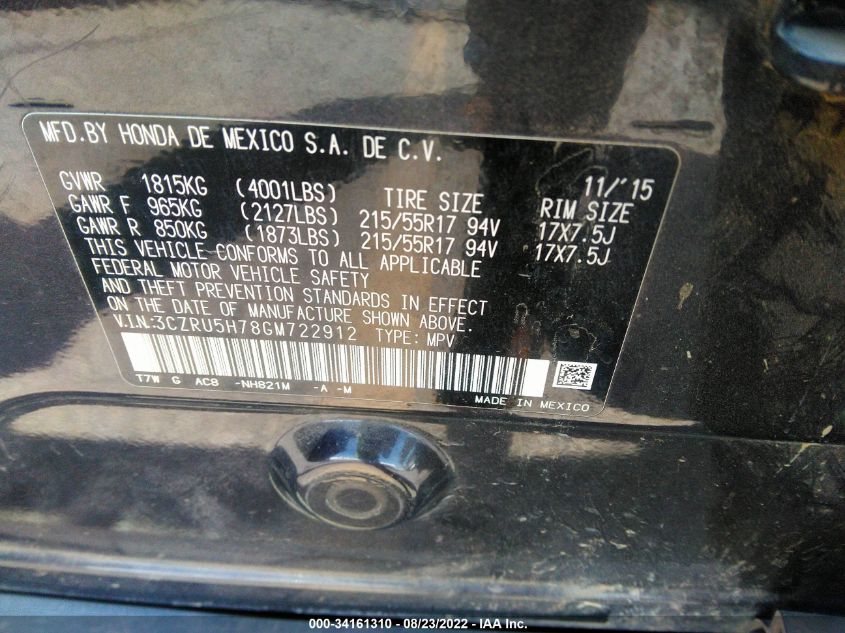 MFD.BY HONDA DE MEXICO S.A. DE C.V.
11/'15
GVWR 1815KG (4001LBS) TIRE SIZE RIM SIZE
GAWR F 965KG (2127LBS) 215/55R17 94V 17X7.5J
GAWR R 850KG (1873LBS) 215/55R17 94V 17X7.5J
THIS VEHICLE CONFORMS TO ALL APPLICABLE
FEDERAL MOTOR VEHICLE SAFETY
AND THEFT PREVENTION STANDARDS IN EFFECT
ON THE DATE OF MANUFACTURE SHOWN ABOVE.
V.I.N:3CZRU5H78GM722912 TYPE: MPV
T7W G AC8 -NH821M -A -M
MADE IN MEXICO
000-34161310 - 08/23/2022 - IAA Inc.